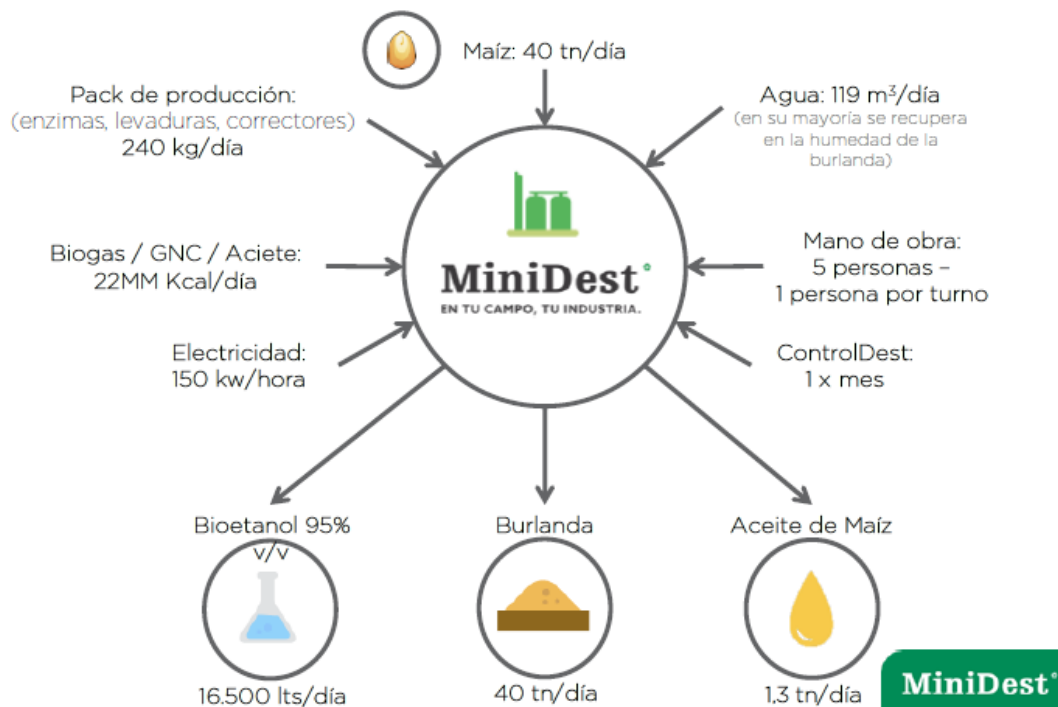 Maíz: 40 tn/día
Pack de producción:
(enzimas, levaduras, correctores)
240 kg/día
Agua: 119 m³/día
(en su mayoría se recupera
en la humedad de la
burlanda)
Biogas / GNC / Aciete:
22MM Kcal/día
MiniDest
EN TU CAMPO, TU INDUSTRIA.
Mano de obra:
5 personas –
1 persona por turno
Electricidad:
150 kw/hora
ControlDest:
1 x mes
Bioetanol 95%
v/v
Burlanda
Aceite de Maíz
16.500 lts/día
40 tn/día
1,3 tn/día
MiniDest